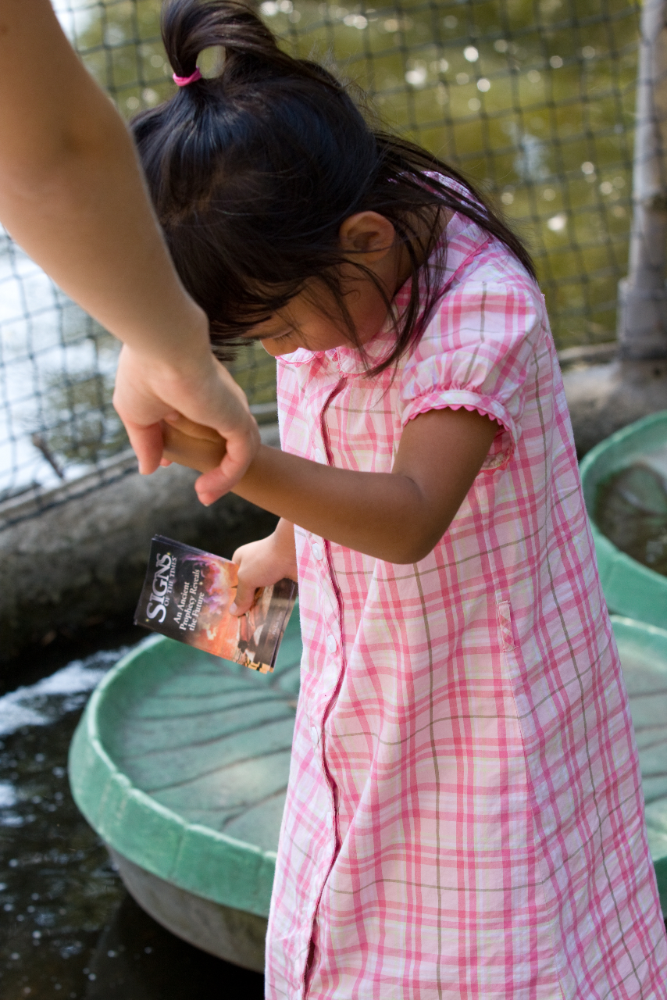 SIGNS
OF THE TIMES
An Ancient
Prophecy Reveals
the Future